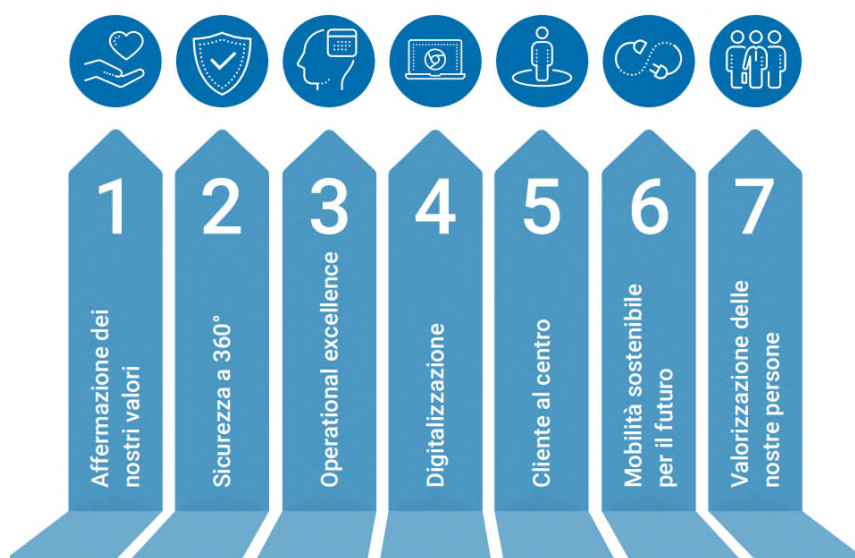 1
Affermazione dei
nostri valori
2
Sicurezza a 360°
3
Operational excellence
4
Digitalizzazione
5
Cliente al centro
6
Mobilità sostenibile
per il futuro
7
Valorizzazione delle
nostre persone